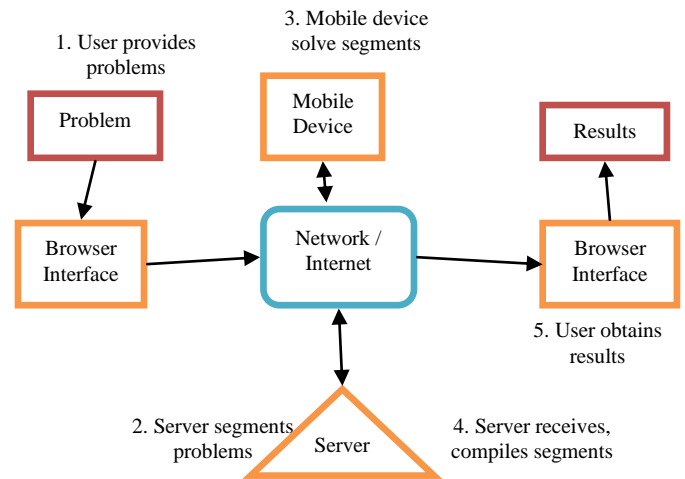 1. User provides
problems
3. Mobile device
solve segments
Problem
Mobile
Device
Results
Browser
Interface
Network /
Internet
Browser
Interface
5. User obtains
results
2. Server segments
problems
Server
4. Server receives,
compiles segments